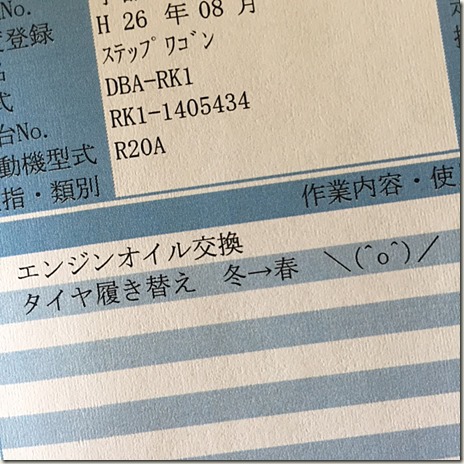 No.
H 26 年 08 月
度登録
ｽﾃｯﾌﾟﾜｺﾞﾝ
式
DBA-RK1
台No.
RK1-1405434
動機型式
R20A
指・類別
作業内容・使
エンジンオイル交換
タイヤ履き替え 冬→春 ＼(^o^)／